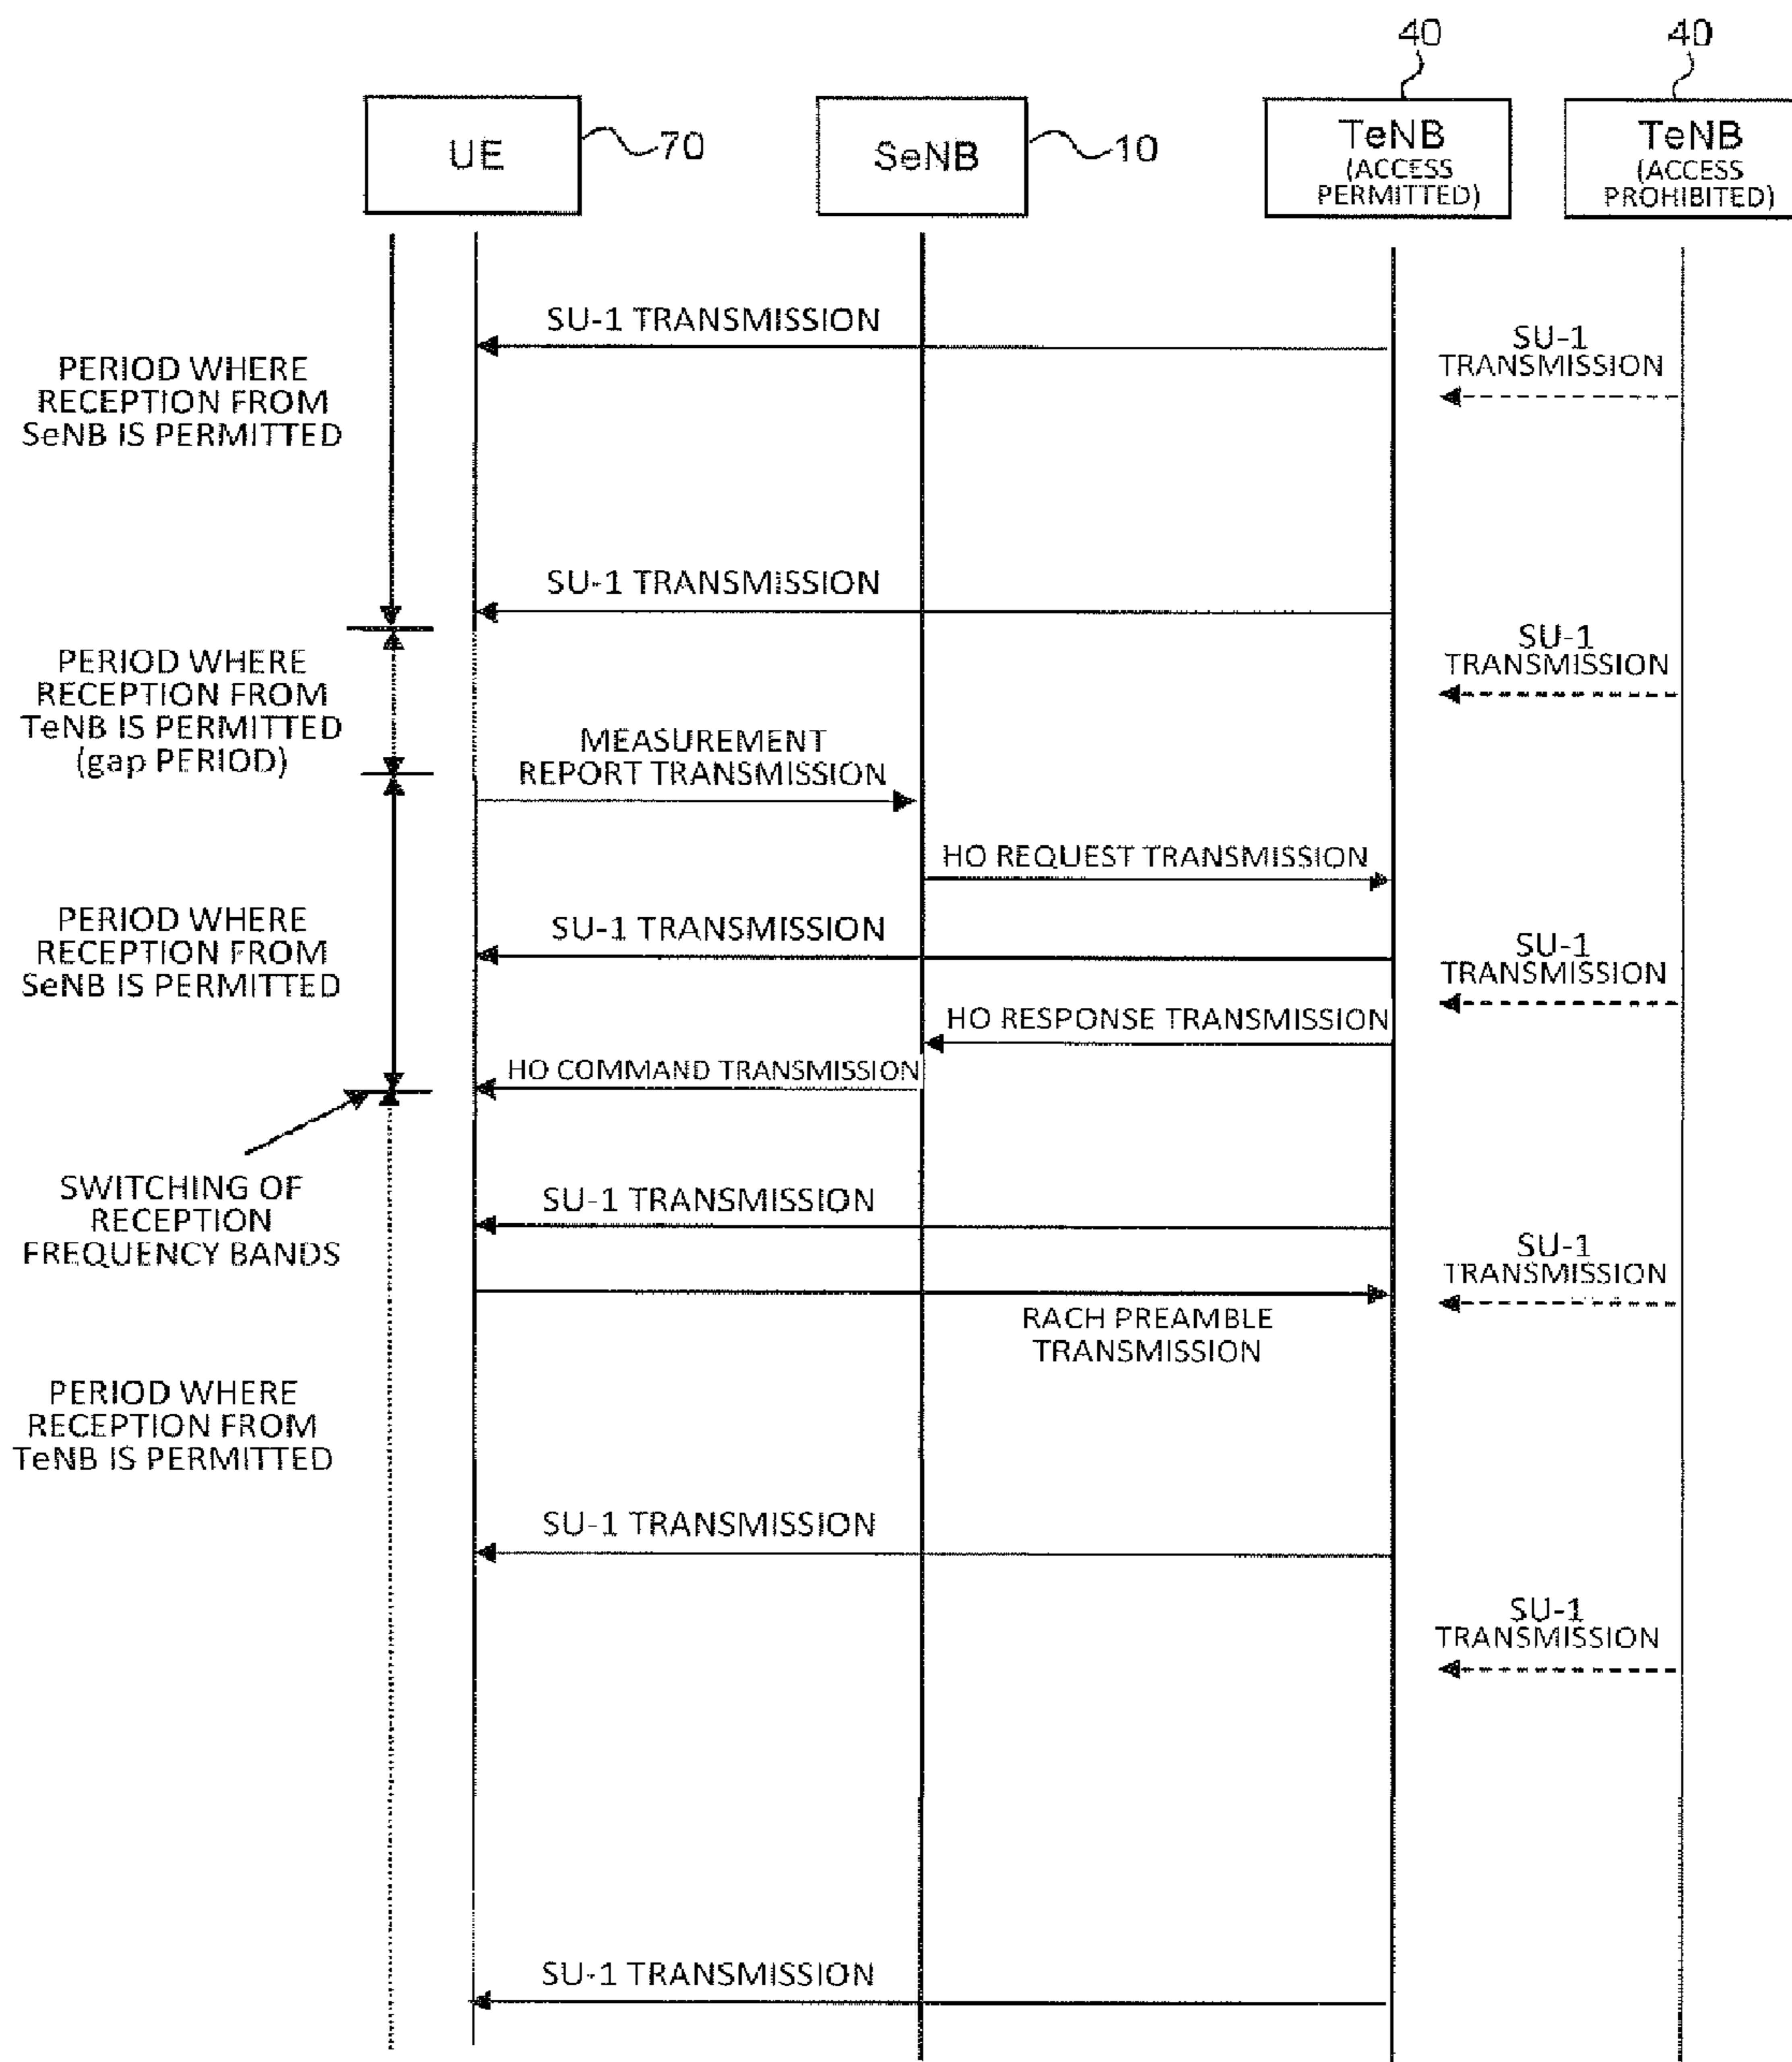 40
40
UE
70
SeNB
10
TeNB
(ACCESS
PERMITTED)
TeNB
(ACCESS
PROHIBITED)
SU-1 TRANSMISSION
SU-1
TRANSMISSION
PERIOD WHERE
RECEPTION FROM
SeNB IS PERMITTED
SU-1 TRANSMISSION
SU-1
TRANSMISSION
PERIOD WHERE
RECEPTION FROM
TeNB IS PERMITTED
(gap PERIOD)
MEASUREMENT
REPORT TRANSMISSION
HO REQUEST TRANSMISSION
PERIOD WHERE
RECEPTION FROM
SeNB IS PERMITTED
SU-1 TRANSMISSION
SU-1
TRANSMISSION
HO RESPONSE TRANSMISSION
HO COMMAND TRANSMISSION
SWITCHING OF
RECEPTION
FREQUENCY BANDS
SU-1 TRANSMISSION
SU-1
TRANSMISSION
RACH PREAMBLE
TRANSMISSION
PERIOD WHERE
RECEPTION FROM
TeNB IS PERMITTED
SU-1 TRANSMISSION
SU-1
TRANSMISSION
SU-1 TRANSMISSION